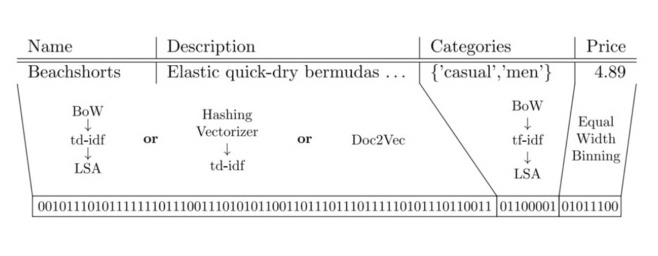 Name Description Categories Price
Beachshorts Elastic quick-dry bermudas ... {'casual','men'} 4.89
BoW
↓
td-idf
↓
LSA
or
Hashing
Vectorizer
↓
td-idf
or
Doc2Vec
BoW
↓
tf-idf
↓
LSA
Equal
Width
Binning
0010111010111111101110011101010110011011101110111110101110110011 01100001 01011100